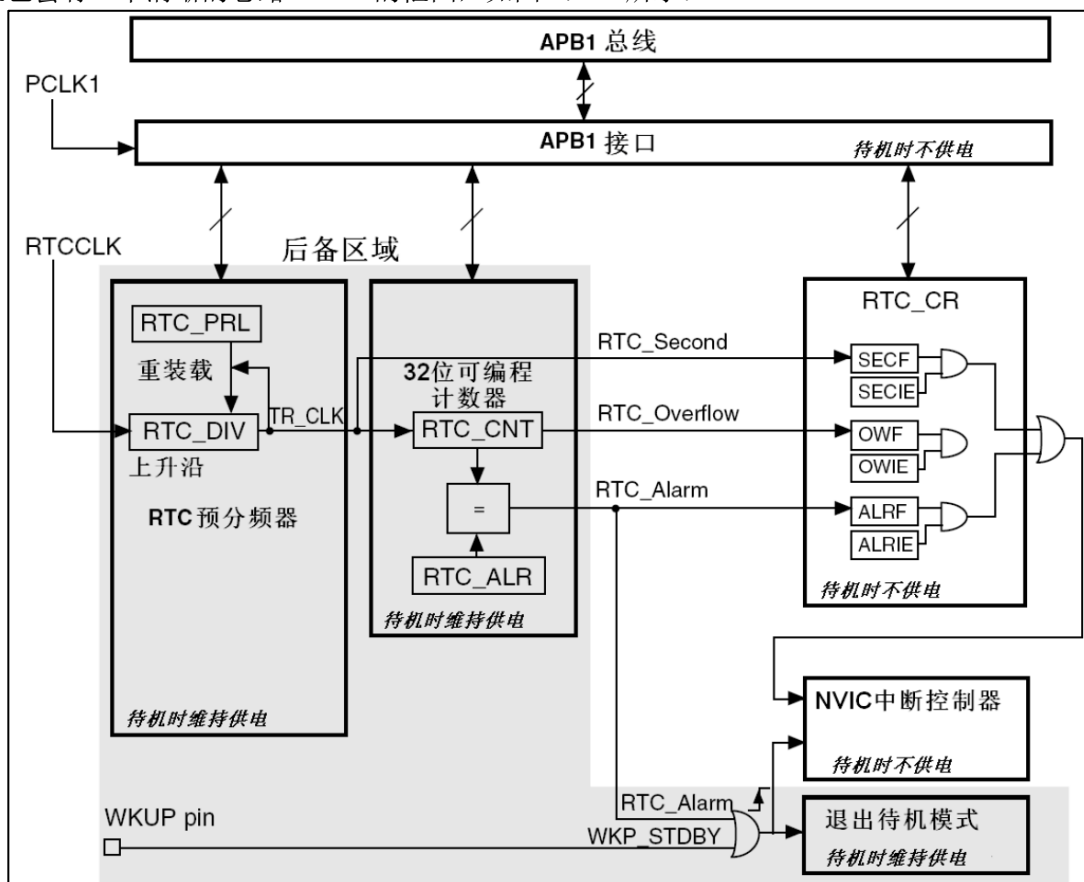 APB1 总线
PCLK1
APB1 接口
待机时不供电
RTCCLK
后备区域
RTC_PRL
重装载
RTC_DIV
TR_CLK
上升沿
RTC预分频器
待机时维持供电
32位可编程
计数器
RTC_CNT
=
RTC_ALR
待机时维持供电
RTC_Second
RTC_Overflow
RTC_Alarm
RTC_CR
SECF
SECIE
OWF
OWIE
ALRF
ALRIE
待机时不供电
NVIC中断控制器
待机时不供电
RTC_Alarm
WKUP pin
WKP_STDBY
退出待机模式
待机时维持供电